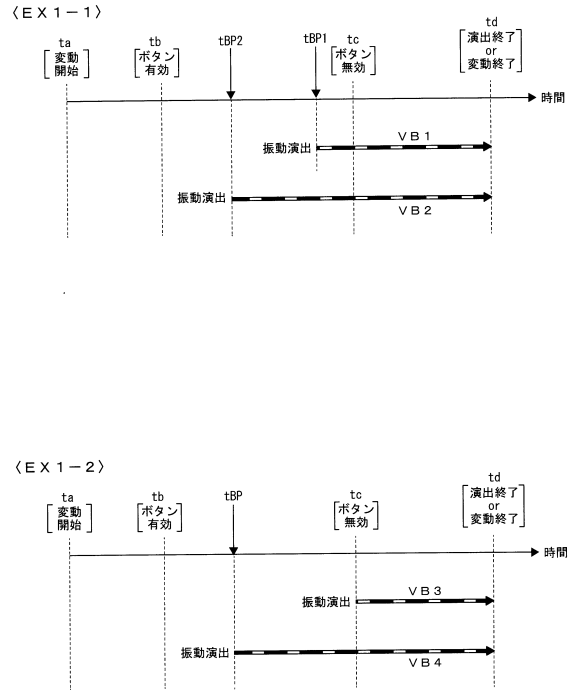 〈EX1-1〉
ta
変動
開始
tb
ボタン
有効
tBP2
tBP1
tc
ボタン
無効
td
演出終了
or
変動終了
時間
振動演出
VB1
振動演出
VB2
〈EX1-2〉
ta
変動
開始
tb
ボタン
有効
tBP
tc
ボタン
無効
td
演出終了
or
変動終了
時間
振動演出
VB3
振動演出
VB4